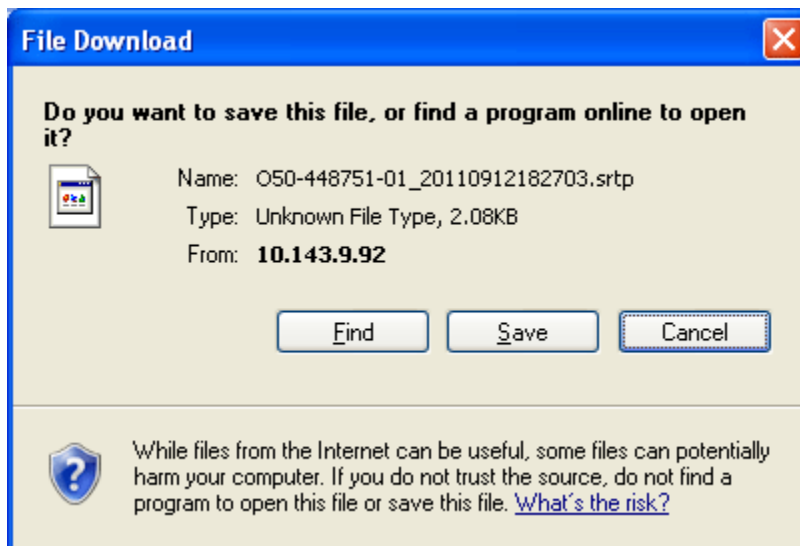 File Download
Do you want to save this file, or find a program online to open
it?
Name: O50-448751-01_20110912182703.srtp
Type: Unknown File Type, 2.08KB
From: 10.143.9.92
Find Save Cancel
While files from the Internet can be useful, some files can potentially
harm your computer. If you do not trust the source, do not find a
program to open this file or save this file. What's the risk?